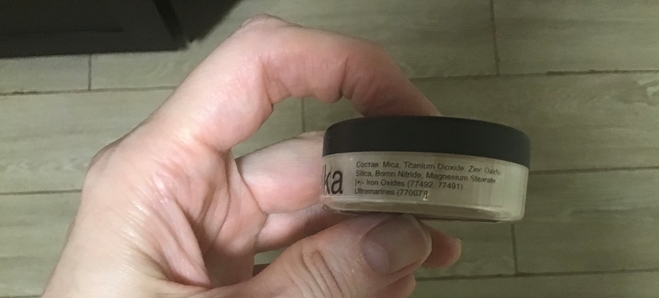 ka
Состав: Mica, Titanium Dioxide, Zinc Oxide,
Silica, Boron Nitride, Magnesium Stearate
[+/- Iron Oxides (77492, 77491)
Ultramarines (77007)]